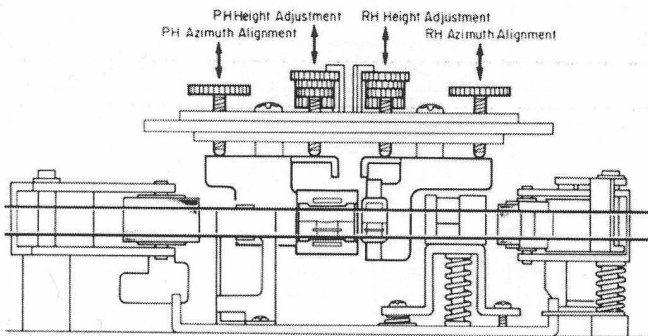 PH Height Adjustment
RH Height Adjustment
PH Azimuth Alignment
RH Azimuth Alignment